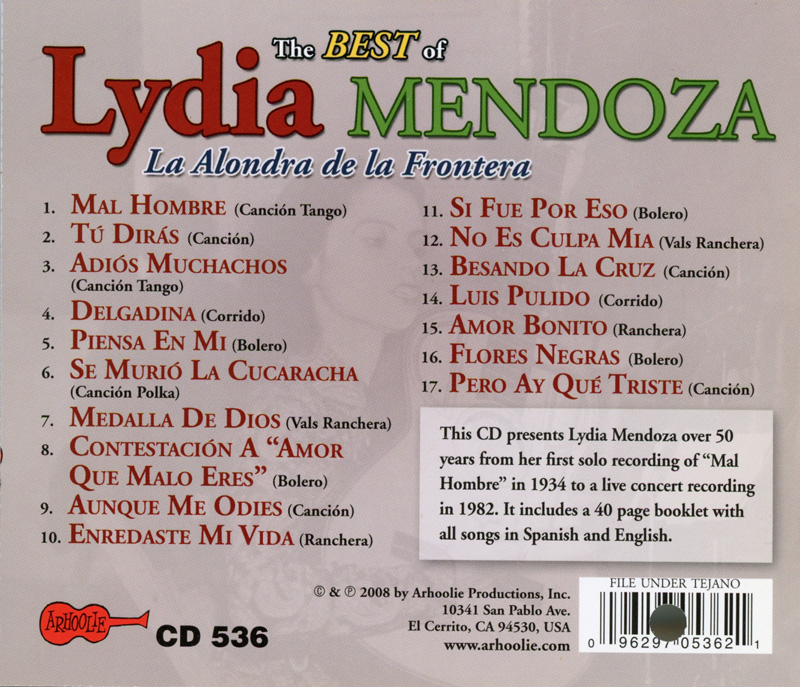 The BEST of
Lydia MENDOZA
La Alondra de la Frontera
1. MAL HOMBRE (Canción Tango)
2. TÚ DIRÁS (Canción)
3. ADIÓS MUCHACHOS
(Canción Tango)
4. DELGADINA (Corrido)
5. PIENSA EN MI (Bolero)
6. SE MURIÓ LA CUCARACHA
(Canción Polka)
7. MEDALLA DE DIOS (Vals Ranchera)
8. CONTESTACIÓN A “AMOR
QUE MALO ERES” (Bolero)
9. AUNQUE ME ODIES (Canción)
10. ENREDASTE MI VIDA (Ranchera)
11. SI FUE POR ESO (Bolero)
12. NO ES CULPA MIA (Vals Ranchera)
13. BESANDO LA CRUZ (Canción)
14. LUIS PULIDO (Corrido)
15. AMOR BONITO (Ranchera)
16. FLORES NEGRAS (Bolero)
17. PERO AY QUÉ TRISTE (Canción)
This CD presents Lydia Mendoza over 50
years from her first solo recording of “Mal
Hombre” in 1934 to a live concert recording
in 1982. It includes a 40 page booklet with
all songs in Spanish and English.
ARHOOLIE
CD 536
© & ℗ 2008 by Arhoolie Productions, Inc.
10341 San Pablo Ave.
El Cerrito, CA 94530, USA
www.arhoolie.com
FILE UNDER TEJANO
0 96297 05362 1